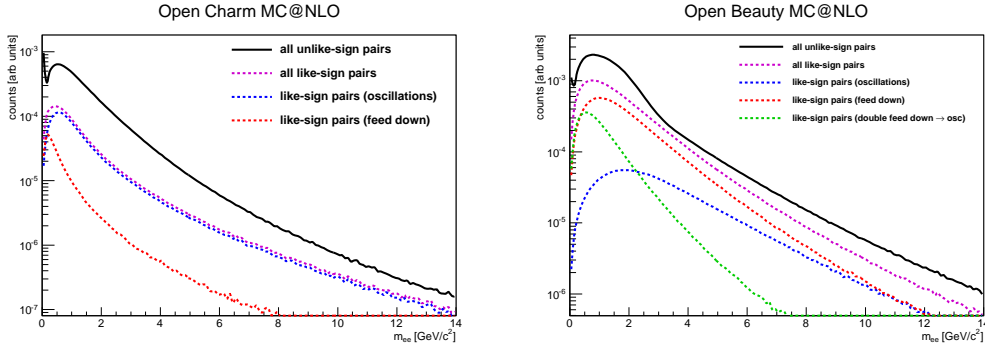 Open Charm MC@NLO
counts [arb units]
10⁻³
10⁻⁴
10⁻⁵
10⁻⁶
10⁻⁷
all unlike-sign pairs
all like-sign pairs
like-sign pairs (oscillations)
like-sign pairs (feed down)
0 2 4 6 8 10 12 14
mₑₑ [GeV/c²]
Open Beauty MC@NLO
counts [arb units]
10⁻³
10⁻⁴
10⁻⁵
10⁻⁶
all unlike-sign pairs
all like-sign pairs
like-sign pairs (oscillations)
like-sign pairs (feed down)
like-sign pairs (double feed down → osc)
0 2 4 6 8 10 12 14
mₑₑ [GeV/c²]